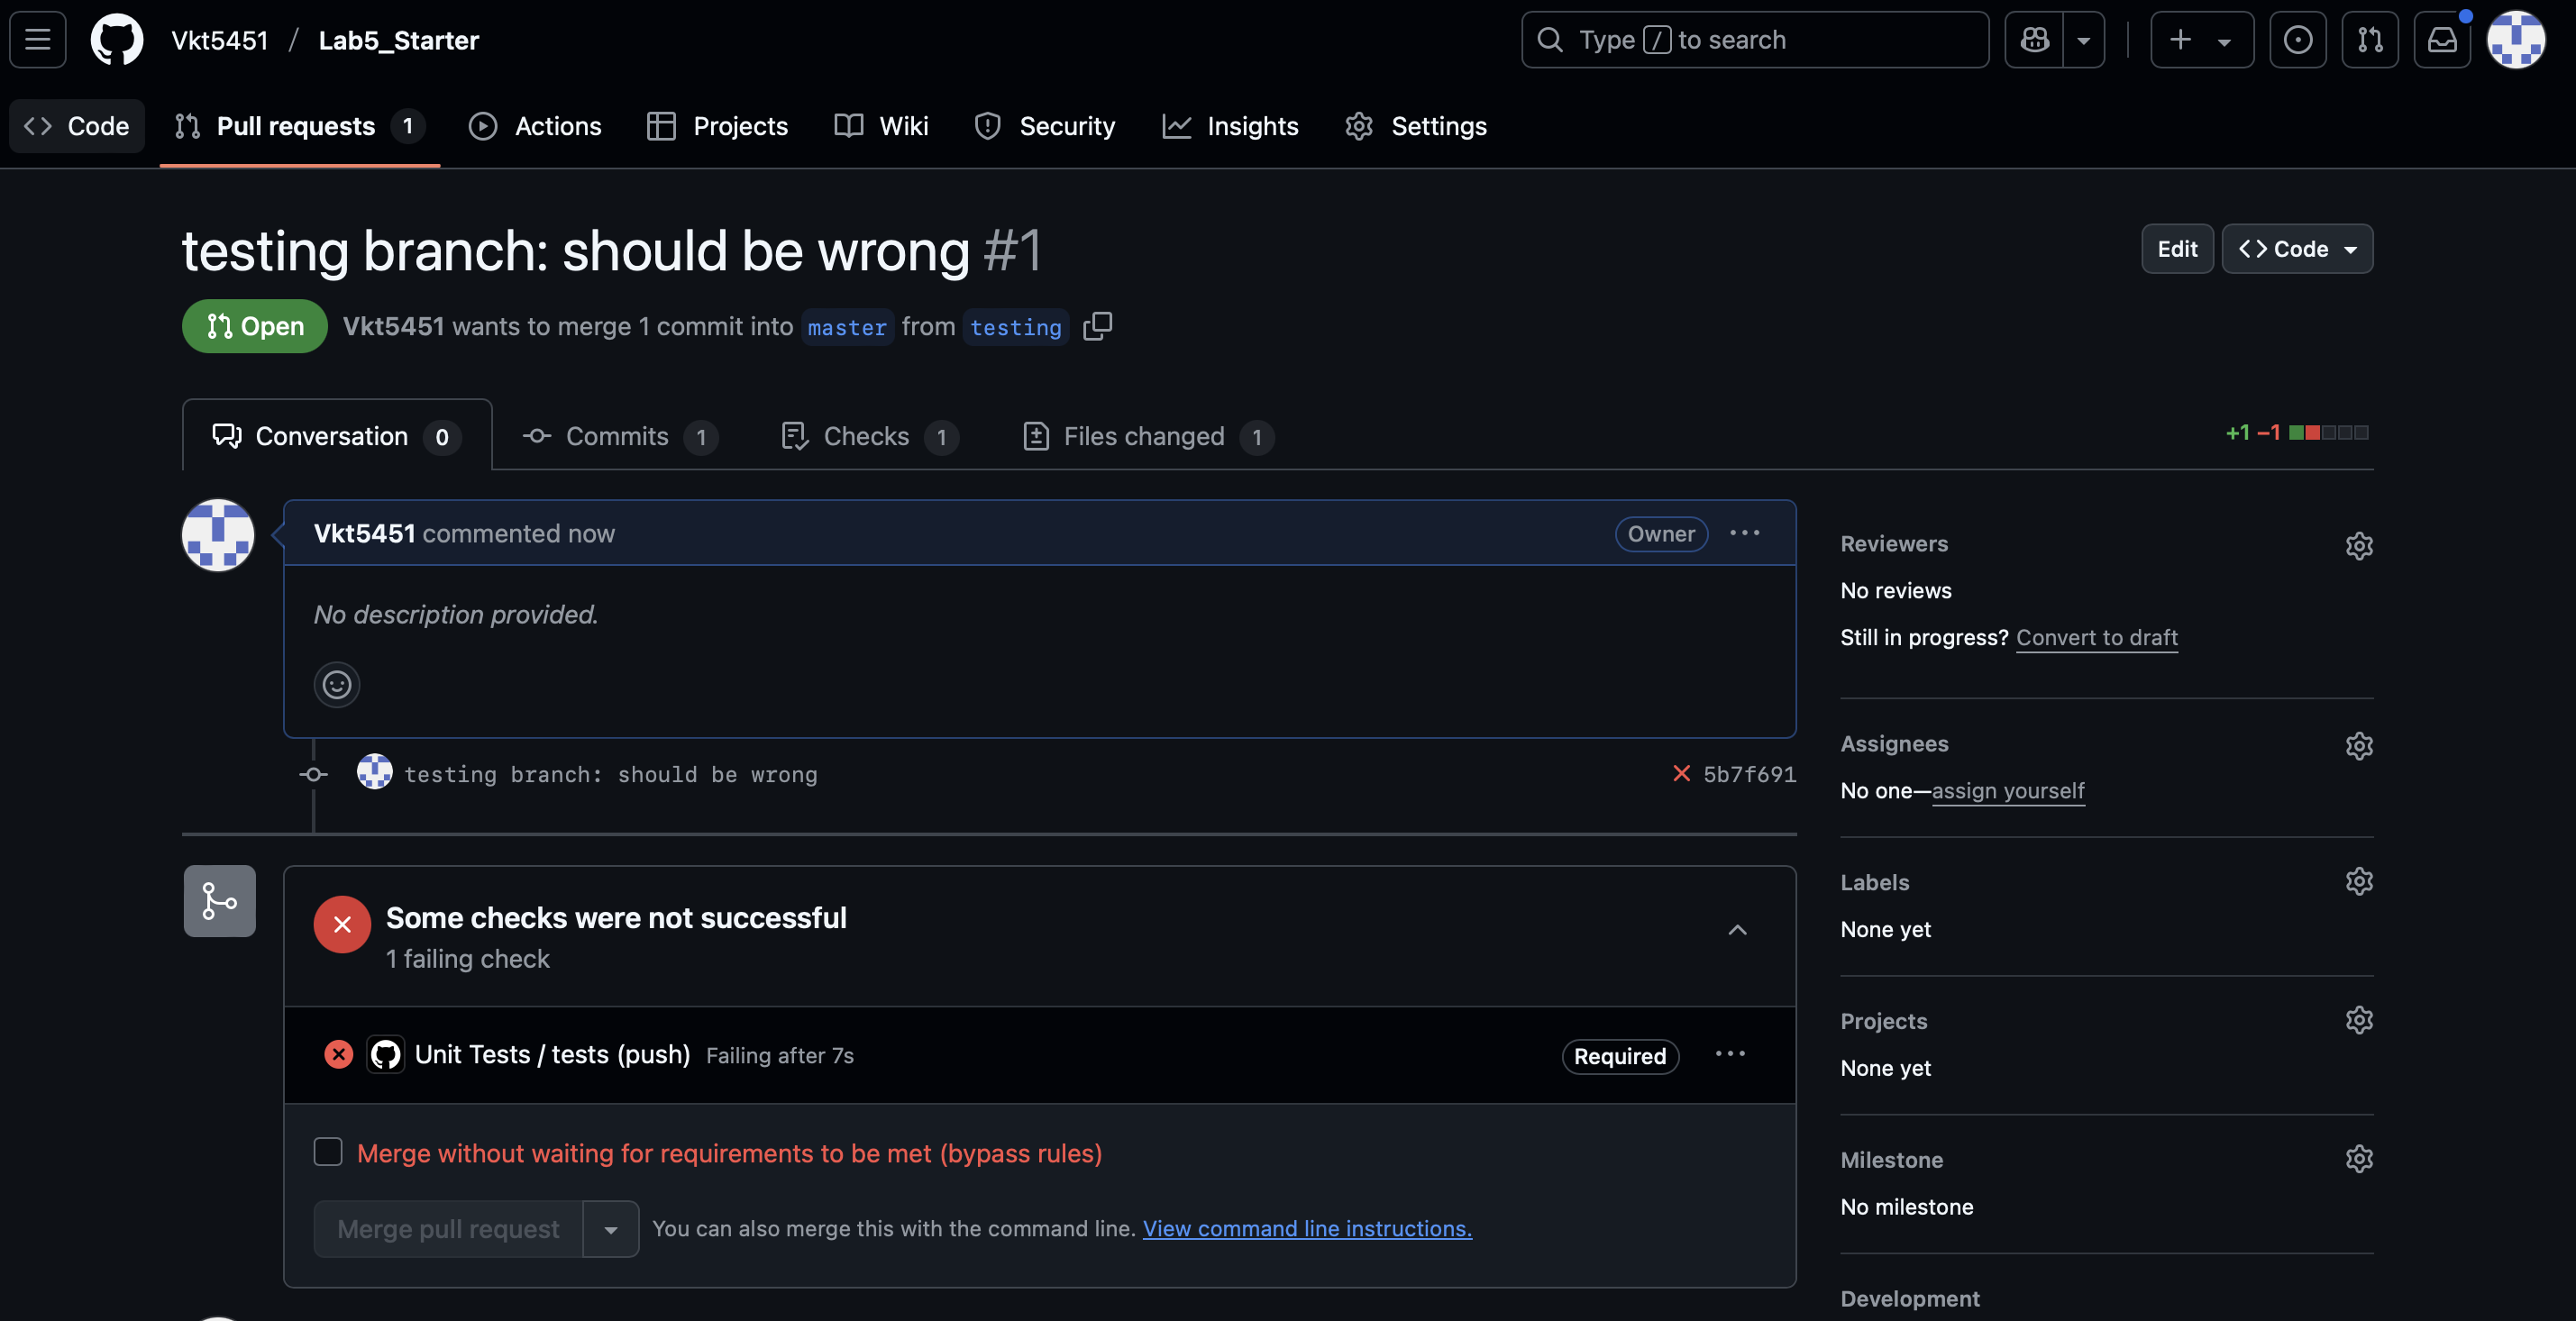 Vkt5451 / Lab5_Starter
Type / to search
Code
Pull requests 1
Actions
Projects
Wiki
Security
Insights
Settings
testing branch: should be wrong #1
Edit
Code
Open
Vkt5451 wants to merge 1 commit into master from testing
Conversation 0
Commits 1
Checks 1
Files changed 1
+1 −1
Vkt5451 commented now
Owner
No description provided.
testing branch: should be wrong
5b7f691
Some checks were not successful
1 failing check
Unit Tests / tests (push) Failing after 7s
Required
Merge without waiting for requirements to be met (bypass rules)
Merge pull request
You can also merge this with the command line. View command line instructions.
Reviewers
No reviews
Still in progress? Convert to draft
Assignees
No one—assign yourself
Labels
None yet
Projects
None yet
Milestone
No milestone
Development